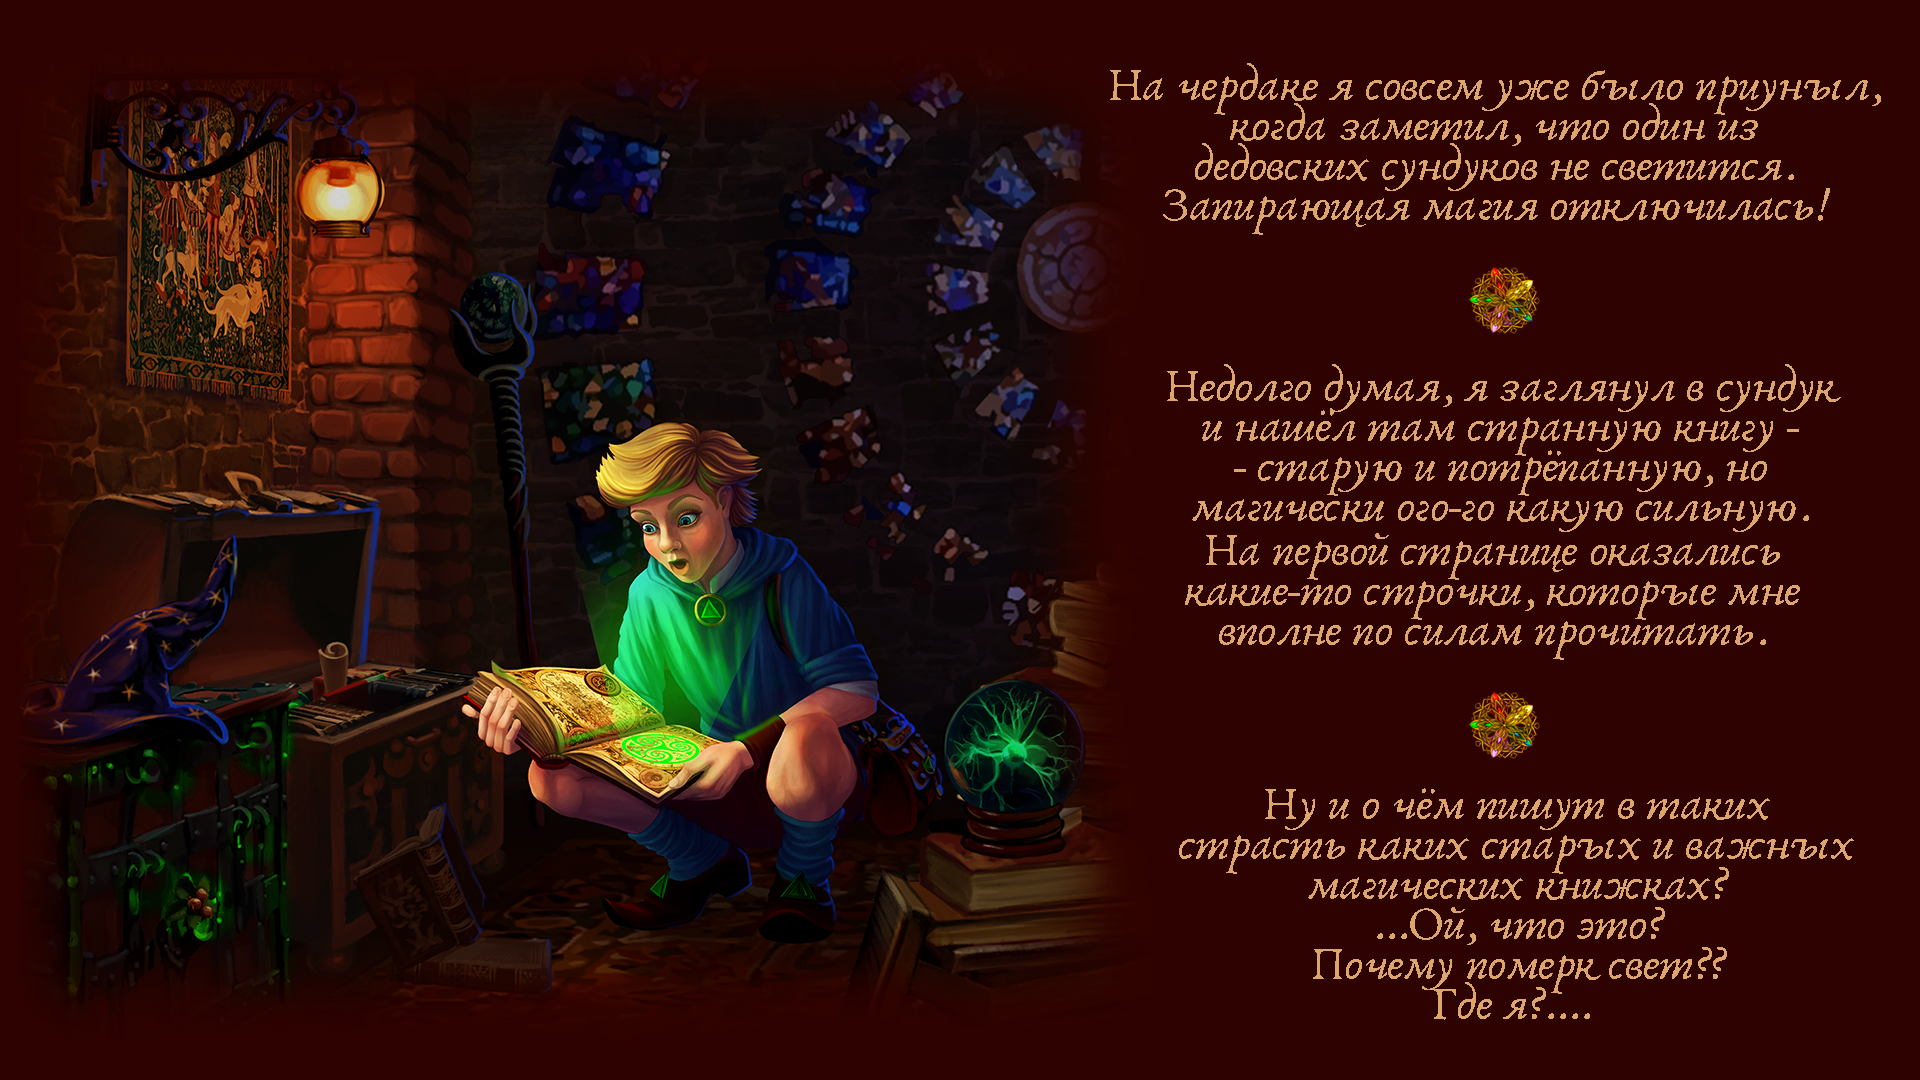 На чердаке я совсем уже было приуныл,
когда заметил, что один из
дедовских сундуков не светится.
Запирающая магия отключилась!
Недолго думая, я заглянул в сундук
и нашёл там странную книгу -
- старую и потрёпанную, но
магически ого-го какую сильную.
На первой странице оказались
какие-то строчки, которые мне
вполне по силам прочитать.
Ну и о чём пишут в таких
страсть каких старых и важных
магических книжках?
...Ой, что это?
Почему померк свет??
Где я?....